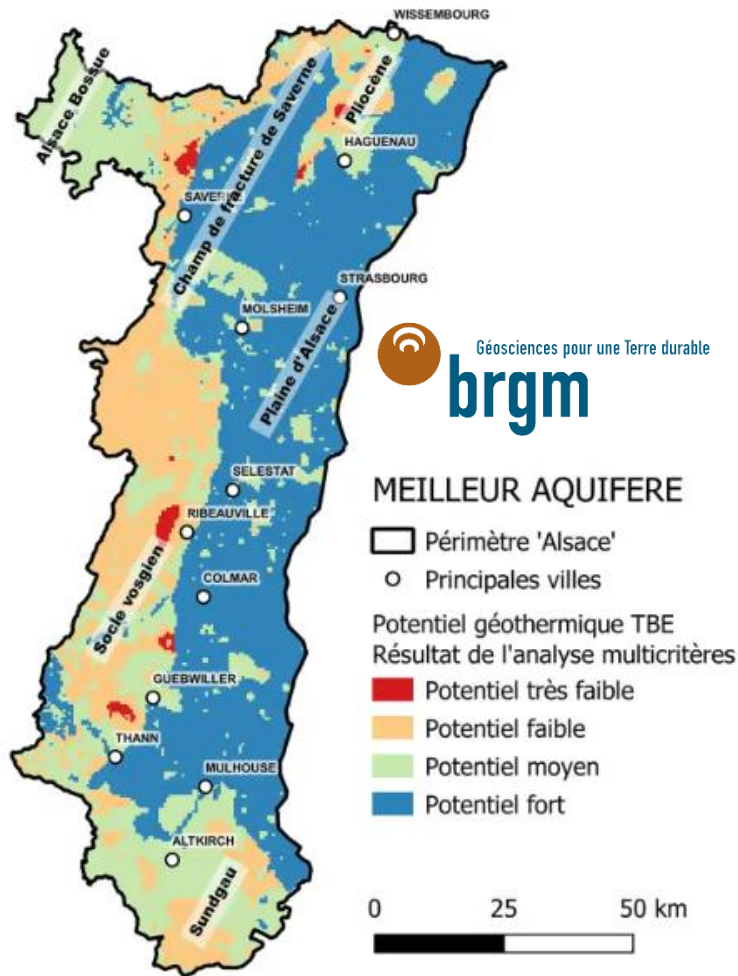 WISSEMBOURG
Alsace Bossue
Champ de fracture de Saverne
Pliocène
HAGUENAU
SAVERNE
STRASBOURG
MOLSHEIM
Plaine d'Alsace
Géosciences pour une Terre durable
brgm
SELESTAT
RIBEAUVILLE
COLMAR
Socle vosgien
GUEBWILLER
THANN
MULHOUSE
ALTKIRCH
Sundgau
MEILLEUR AQUIFERE
Périmètre 'Alsace'
Principales villes
Potentiel géothermique TBE
Résultat de l'analyse multicritères
Potentiel très faible
Potentiel faible
Potentiel moyen
Potentiel fort
0 25 50 km